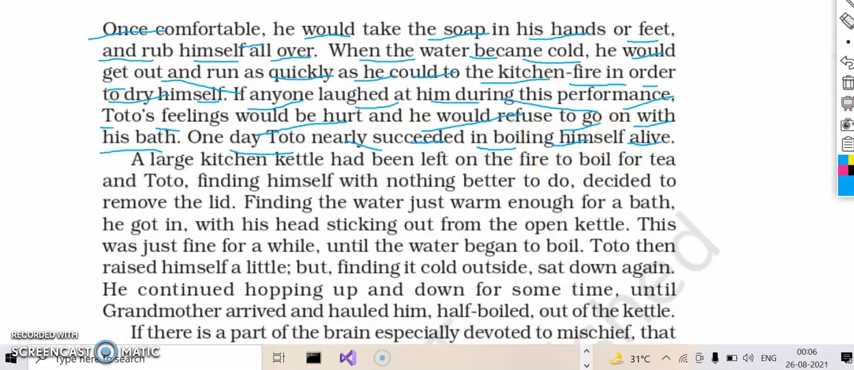 Once comfortable, he would take the soap in his hands or feet,
and rub himself all over. When the water became cold, he would
get out and run as quickly as he could to the kitchen-fire in order
to dry himself. If anyone laughed at him during this performance,
Toto's feelings would be hurt and he would refuse to go on with
his bath. One day Toto nearly succeeded in boiling himself alive.
A large kitchen kettle had been left on the fire to boil for tea
and Toto, finding himself with nothing better to do, decided to
remove the lid. Finding the water just warm enough for a bath,
he got in, with his head sticking out from the open kettle. This
was just fine for a while, until the water began to boil. Toto then
raised himself a little; but, finding it cold outside, sat down again.
He continued hopping up and down for some time, until
Grandmother arrived and hauled him, half-boiled, out of the kettle.
If there is a part of the brain especially devoted to mischief, that
RECORDED WITH
SCREENCAST MATIC
Type here to search
31°C
ENG
00:06
26-08-2021